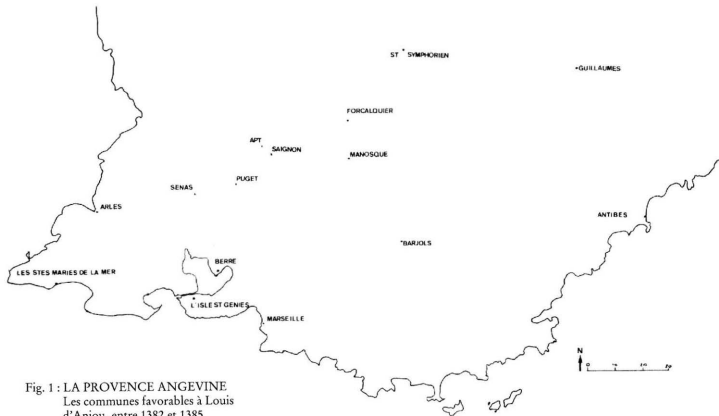 ST SYMPHORIEN
GUILLAUMES
FORCALQUIER
APT
SAIGNON
MANOSQUE
PUGET
SENAS
ARLES
ANTIBES
BARJOLS
BERRE
LES STES MARIES DE LA MER
L'ISLE ST GENIES
MARSEILLE
N
0
Fig. 1 : LA PROVENCE ANGEVINE
Les communes favorables à Louis
d'Anjou, entre 1382 et 1385